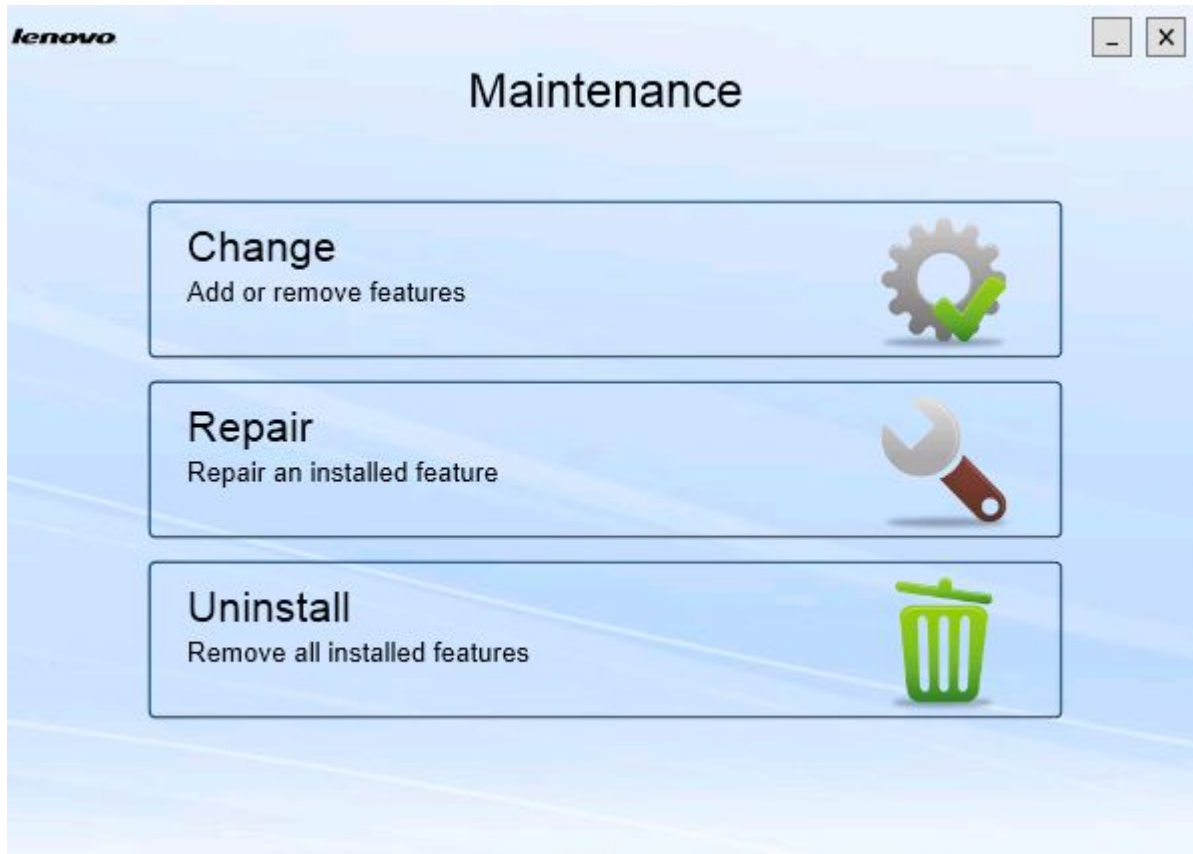 lenovo
Maintenance
Change
Add or remove features
Repair
Repair an installed feature
Uninstall
Remove all installed features